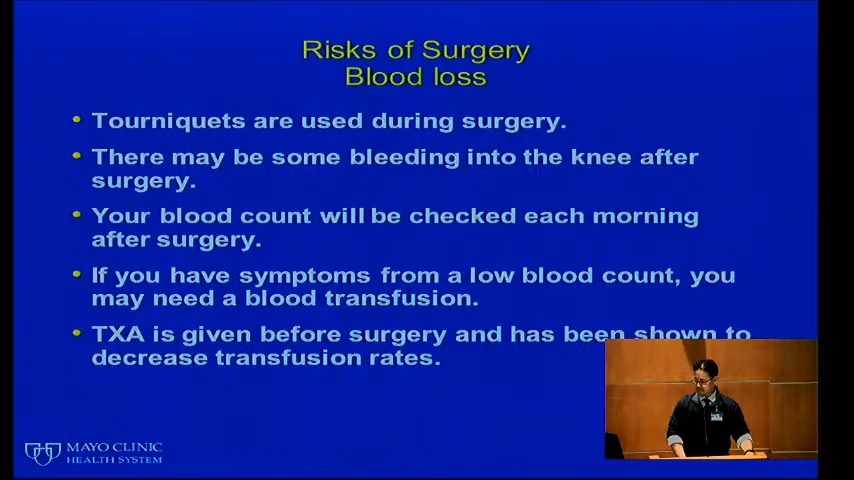 Risks of Surgery
Blood loss
• Tourniquets are used during surgery.
• There may be some bleeding into the knee after
surgery.
• Your blood count will be checked each morning
after surgery.
• If you have symptoms from a low blood count, you
may need a blood transfusion.
• TXA is given before surgery and has been shown to
decrease transfusion rates.
MAYO CLINIC
HEALTH SYSTEM